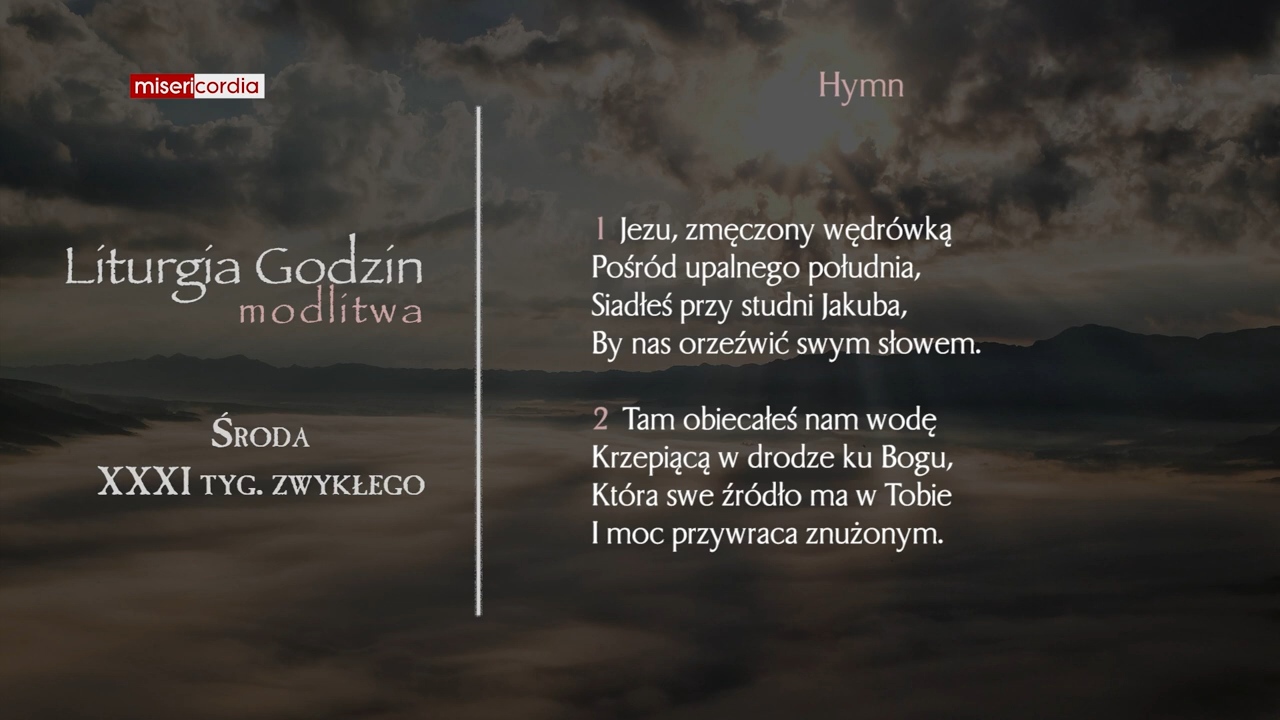 misericordia
Liturgia Godzin
modlitwa
Środa
XXXI tyg. zwykłego
Hymn
1 Jezu, zmęczony wędrówką
Pośród upalnego południa,
Siadłeś przy studni Jakuba,
By nas orzeźwić swym słowem.
2 Tam obiecałeś nam wodę
Krzepiącą w drodze ku Bogu,
Która swe źródło ma w Tobie
I moc przywraca znużonym.